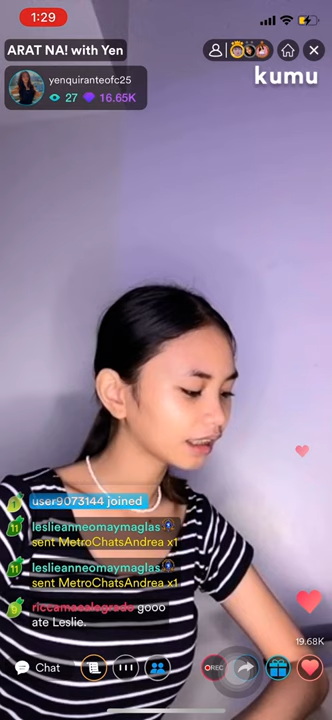 1:29
ARAT NA! with Yen
kumu
yenquiranteofc25
27 16.65K
user9073144 joined
11 leslieanneomaymaglas
sent MetroChatsAndrea x1
11 leslieanneomaymaglas
sent MetroChatsAndrea x1
gooo
ate Leslie.
19.68K
Chat
REC